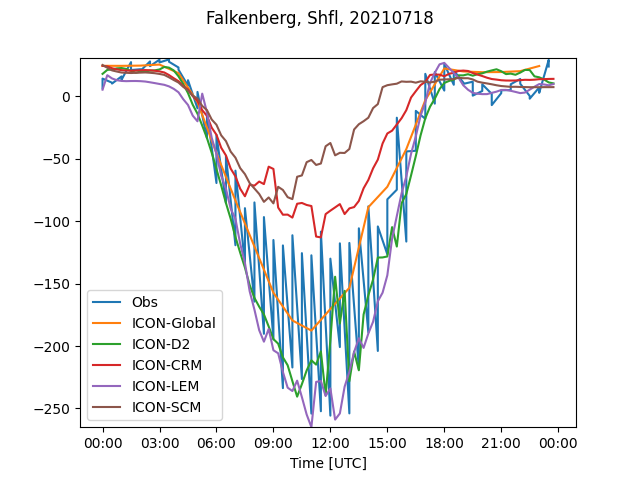 Falkenberg, Shfl, 20210718
0
−50
−100
−150
−200
−250
Obs
ICON-Global
ICON-D2
ICON-CRM
ICON-LEM
ICON-SCM
00:00 03:00 06:00 09:00 12:00 15:00 18:00 21:00 00:00
Time [UTC]